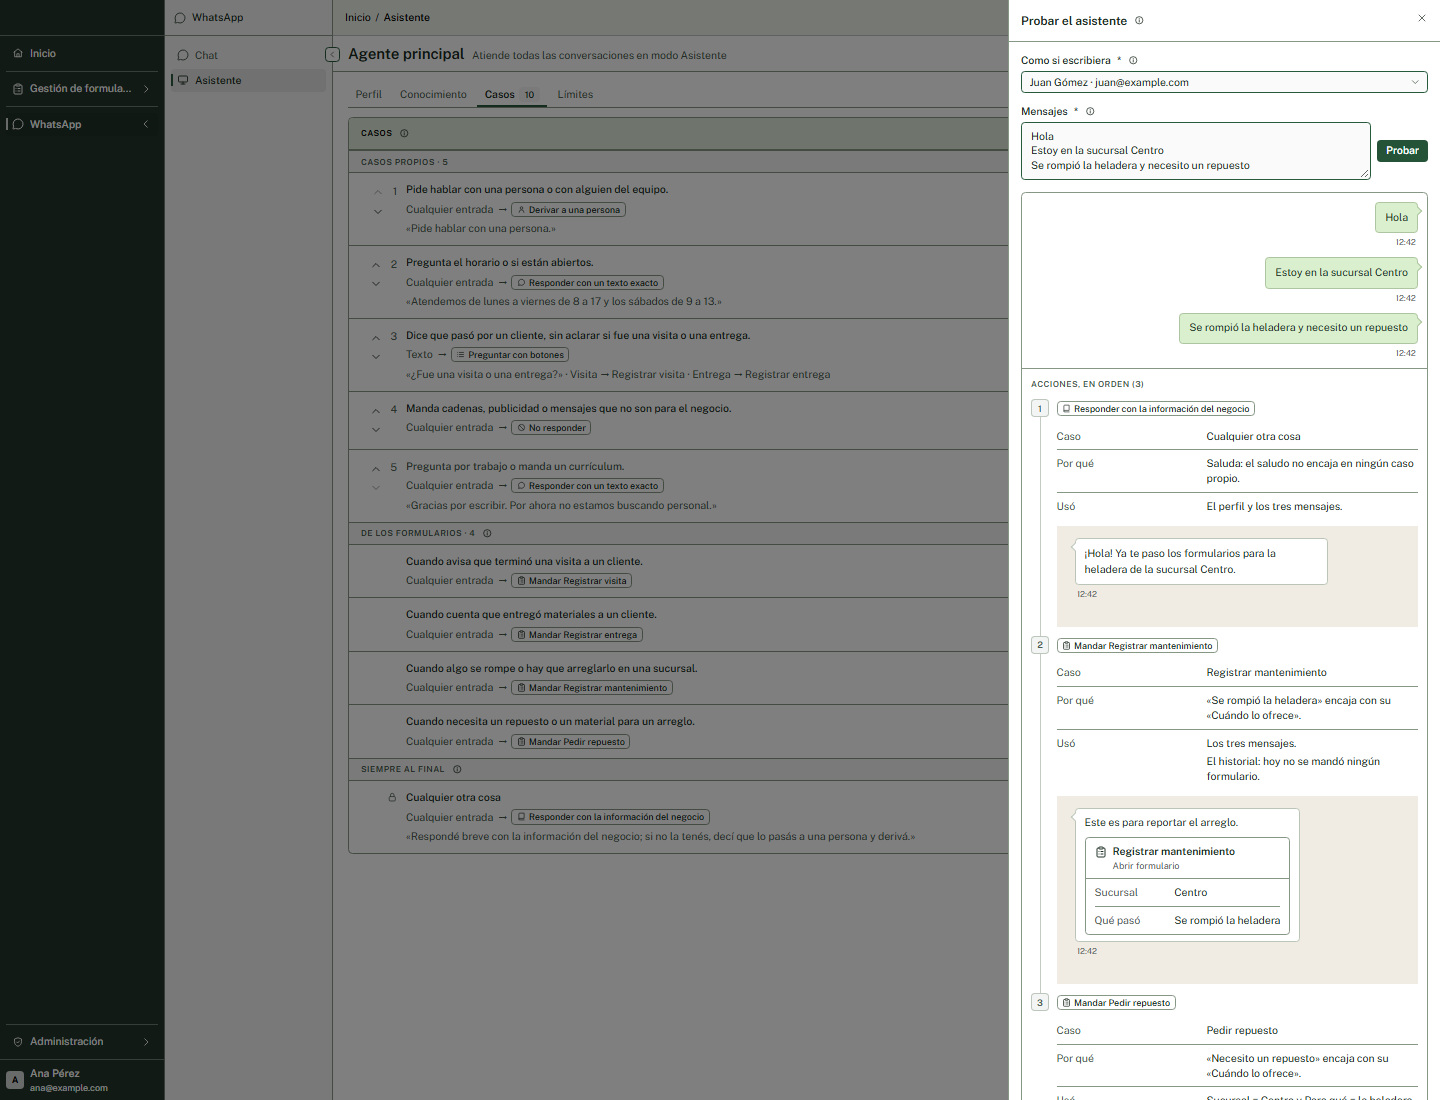 Inicio
Gestión de formula...
WhatsApp
Administración
A
Ana Pérez
ana@example.com
WhatsApp
Chat
Asistente
Inicio / Asistente
Agente principal Atiende todas las conversaciones en modo Asistente
Perfil Conocimiento Casos 10 Límites
CASOS
CASOS PROPIOS · 5
1 Pide hablar con una persona o con alguien del equipo.
Cualquier entrada → Derivar a una persona
«Pide hablar con una persona.»
2 Pregunta el horario o si están abiertos.
Cualquier entrada → Responder con un texto exacto
«Atendemos de lunes a viernes de 8 a 17 y los sábados de 9 a 13.»
3 Dice que pasó por un cliente, sin aclarar si fue una visita o una entrega.
Texto → Preguntar con botones
«¿Fue una visita o una entrega?» · Visita → Registrar visita · Entrega → Registrar entrega
4 Manda cadenas, publicidad o mensajes que no son para el negocio.
Cualquier entrada → No responder
5 Pregunta por trabajo o manda un currículum.
Cualquier entrada → Responder con un texto exacto
«Gracias por escribir. Por ahora no estamos buscando personal.»
DE LOS FORMULARIOS · 4
Cuando avisa que terminó una visita a un cliente.
Cualquier entrada → Mandar Registrar visita
Cuando cuenta que entregó materiales a un cliente.
Cualquier entrada → Mandar Registrar entrega
Cuando algo se rompe o hay que arreglarlo en una sucursal.
Cualquier entrada → Mandar Registrar mantenimiento
Cuando necesita un repuesto o un material para un arreglo.
Cualquier entrada → Mandar Pedir repuesto
SIEMPRE AL FINAL
Cualquier otra cosa
Cualquier entrada → Responder con la información del negocio
«Respondé breve con la información del negocio; si no la tenés, decí que lo pasás a una persona y derivá.»
Probar el asistente
Como si escribiera *
Juan Gómez · juan@example.com
Mensajes *
Hola
Estoy en la sucursal Centro
Se rompió la heladera y necesito un repuesto
Probar
Hola
12:42
Estoy en la sucursal Centro
12:42
Se rompió la heladera y necesito un repuesto
12:42
ACCIONES, EN ORDEN (3)
1 Responder con la información del negocio
Caso Cualquier otra cosa
Por qué Saluda: el saludo no encaja en ningún caso
propio.
Usó El perfil y los tres mensajes.
¡Hola! Ya te paso los formularios para la
heladera de la sucursal Centro.
12:42
2 Mandar Registrar mantenimiento
Caso Registrar mantenimiento
Por qué «Se rompió la heladera» encaja con su
«Cuándo lo ofrece».
Usó Los tres mensajes.
El historial: hoy no se mandó ningún
formulario.
Este es para reportar el arreglo.
Registrar mantenimiento
Abrir formulario
Sucursal Centro
Qué pasó Se rompió la heladera
12:42
3 Mandar Pedir repuesto
Caso Pedir repuesto
Por qué «Necesito un repuesto» encaja con su
«Cuándo lo ofrece».
Usó Sucursal = Centro y Para qué = la heladera